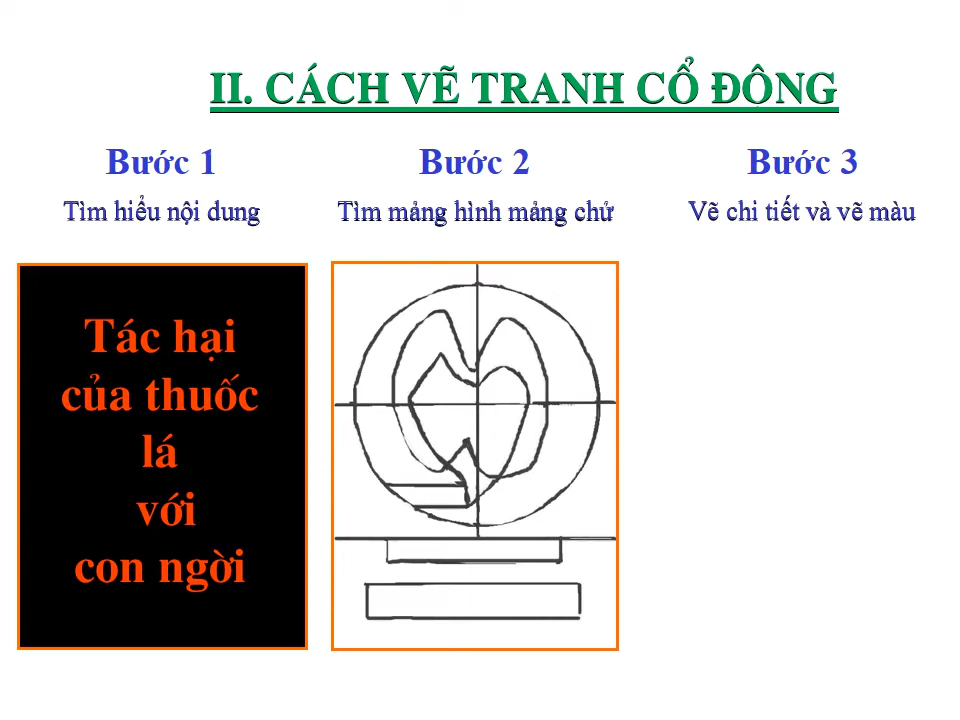 II. CÁCH VẼ TRANH CỔ ĐÔNG
Bước 1
Bước 2
Bước 3
Tìm hiểu nội dung
Tìm mảng hình mảng chử
Vẽ chi tiết và vẽ màu
Tác hại
của thuốc
lá
với
con ngời